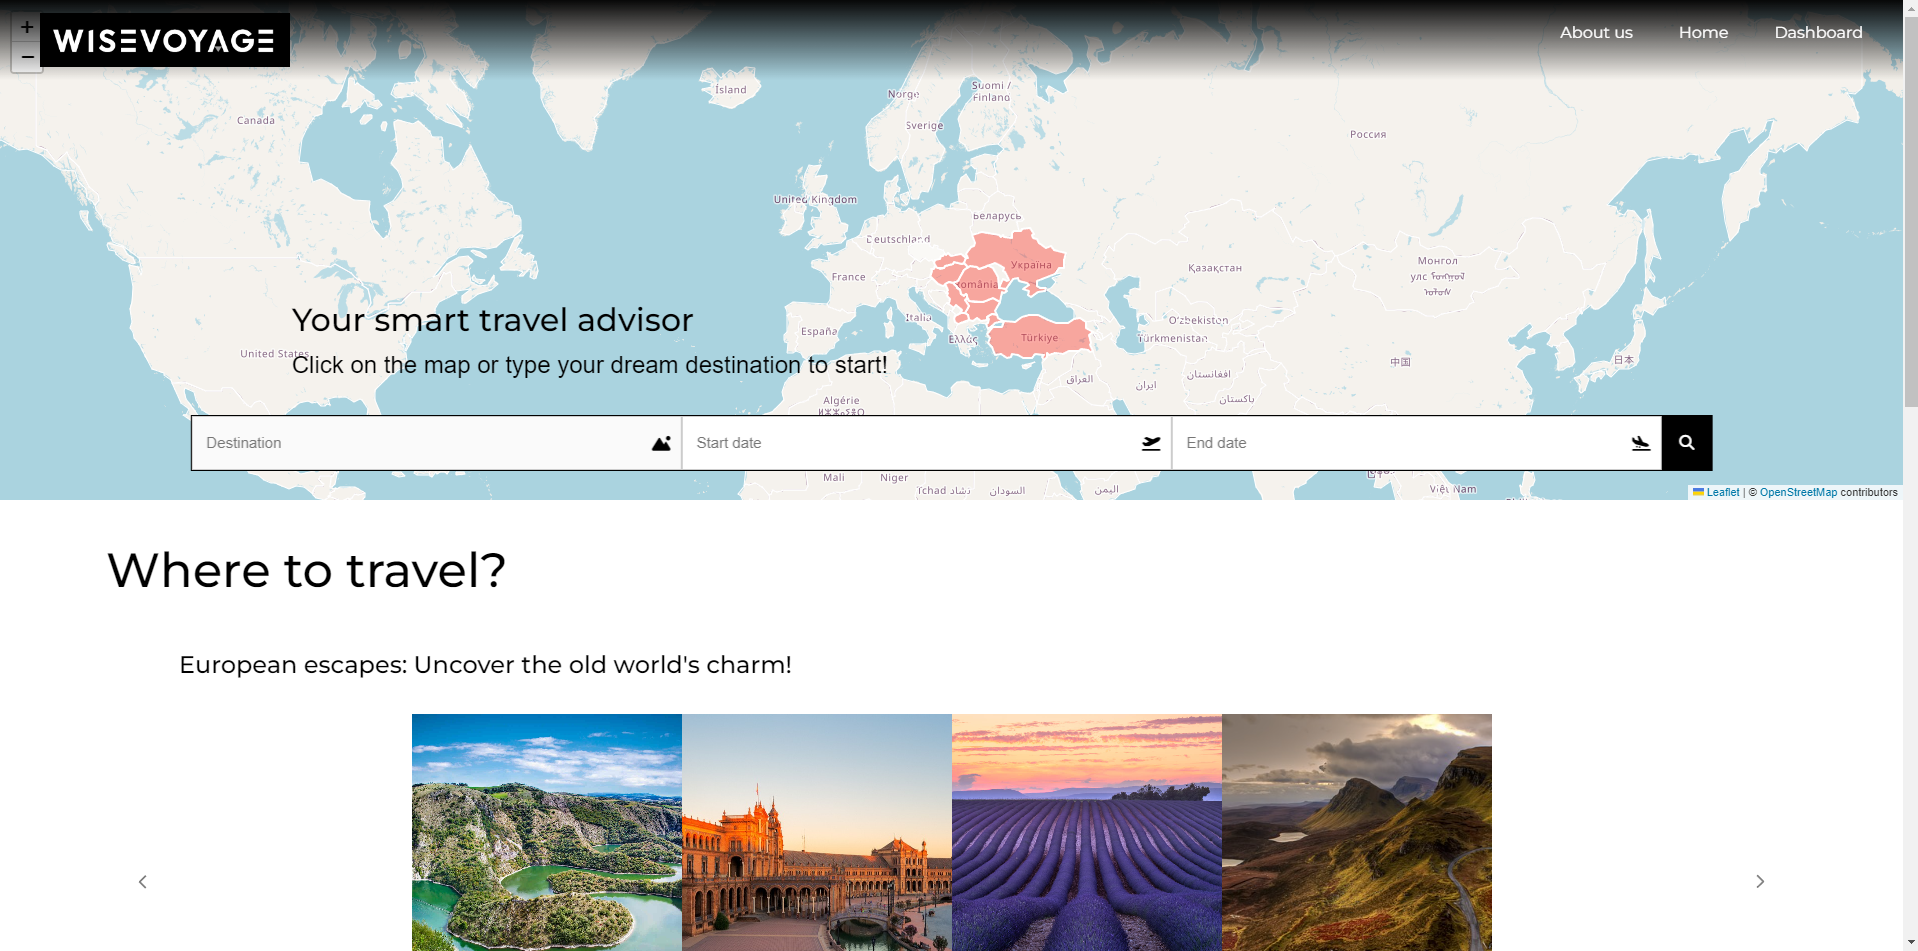 +
−
WISEVOYAGE
About us
Home
Dashboard
Ísland
Norge
Suomi /
Finland
Canada
Sverige
Россия
United Kingdom
Беларусь
Deutschland
Україна
Қазақстан
Монгол
улс
France
România
Italia
O'zbekiston
España
Ελλάς
Türkiye
Türkmenistan
United States
日本
中国
افغانستان
العراق
ایران
پاکستان
Your smart travel advisor
Click on the map or type your dream destination to start!
Algérie
Destination
Start date
End date
Mali
Niger
Tchad تشاد
السودان
اليمن
Việt Nam
Leaflet | © OpenStreetMap contributors
Where to travel?
European escapes: Uncover the old world's charm!